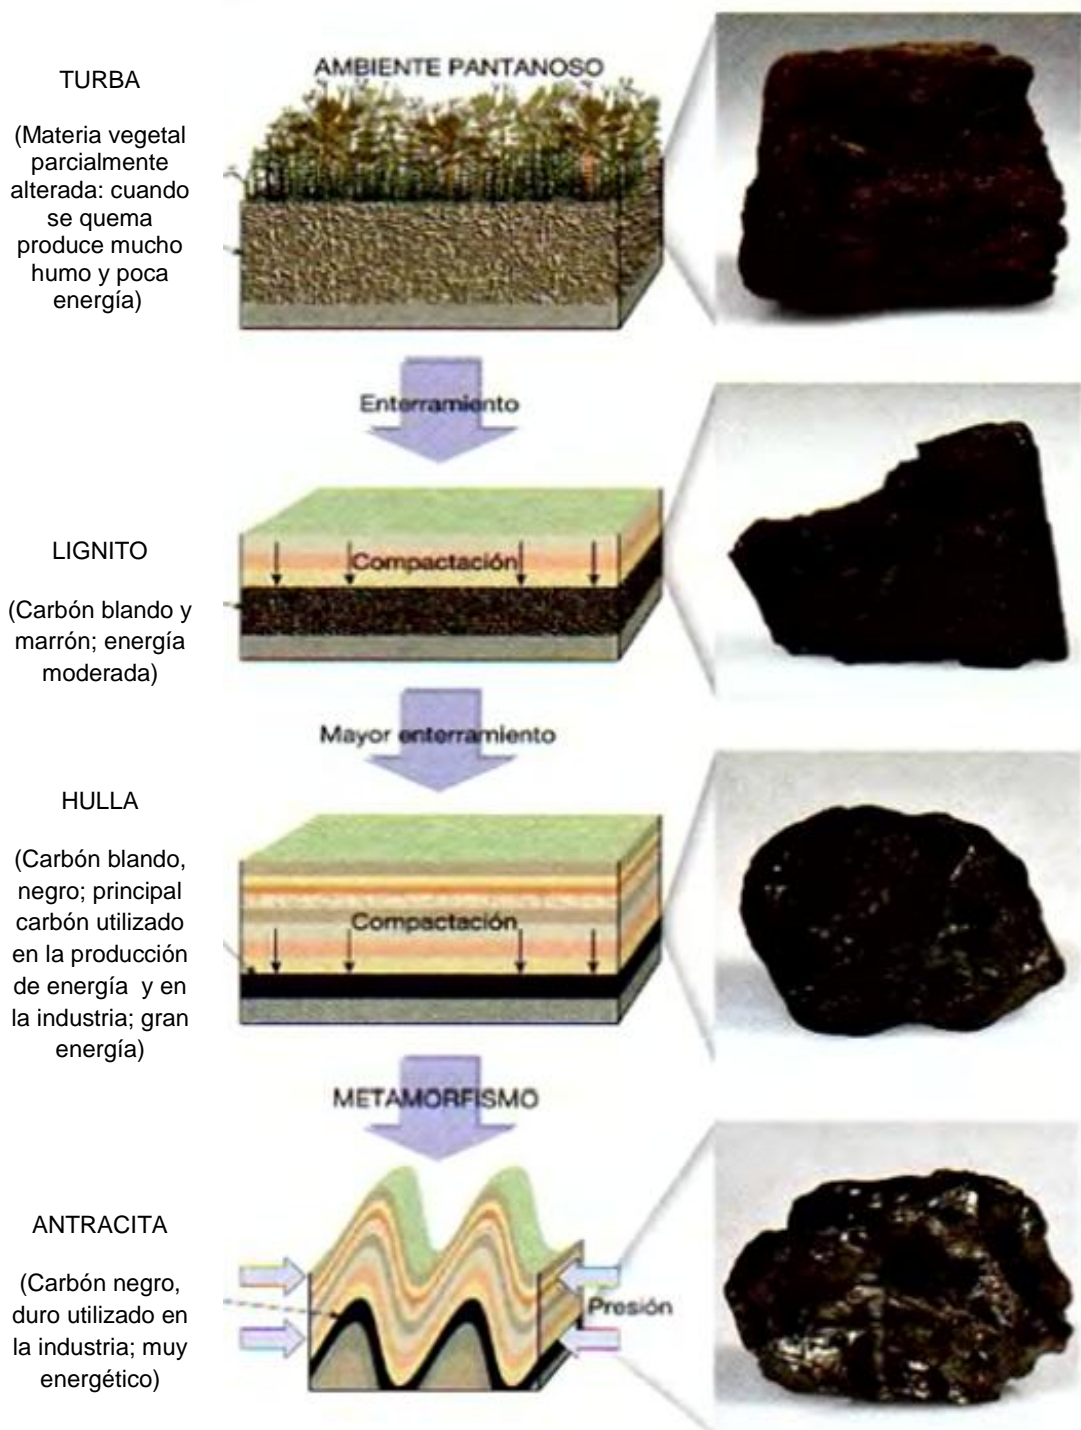 AMBIENTE PANTANOSO
TURBA
(Materia vegetal
parcialmente
alterada: cuando
se quema
produce mucho
humo y poca
energía)
Enterramiento
LIGNITO
(Carbón blando y
marrón; energía
moderada)
Compactación
Mayor enterramiento
HULLA
(Carbón blando,
negro; principal
carbón utilizado
en la producción
de energía y en
la industria; gran
energía)
Compactación
METAMORFISMO
ANTRACITA
(Carbón negro,
duro utilizado en
la industria; muy
energético)
Presión